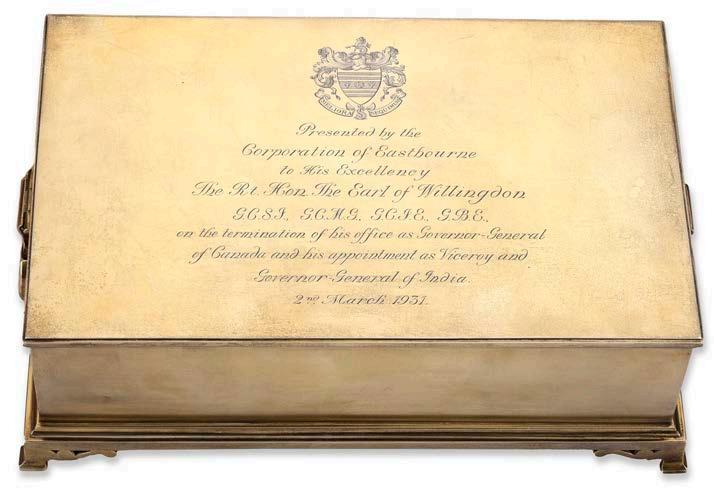 MELIORA SEQUIMUR
Presented by the
Corporation of Eastbourne
to His Excellency
The Rt. Hon. The Earl of Willingdon
G.C.S.I., G.C.M.G., G.C.I.E., G.B.E.,
on the termination of his office as Governor-General
of Canada and his appointment as Viceroy and
Governor-General of India.
2nd March 1931.